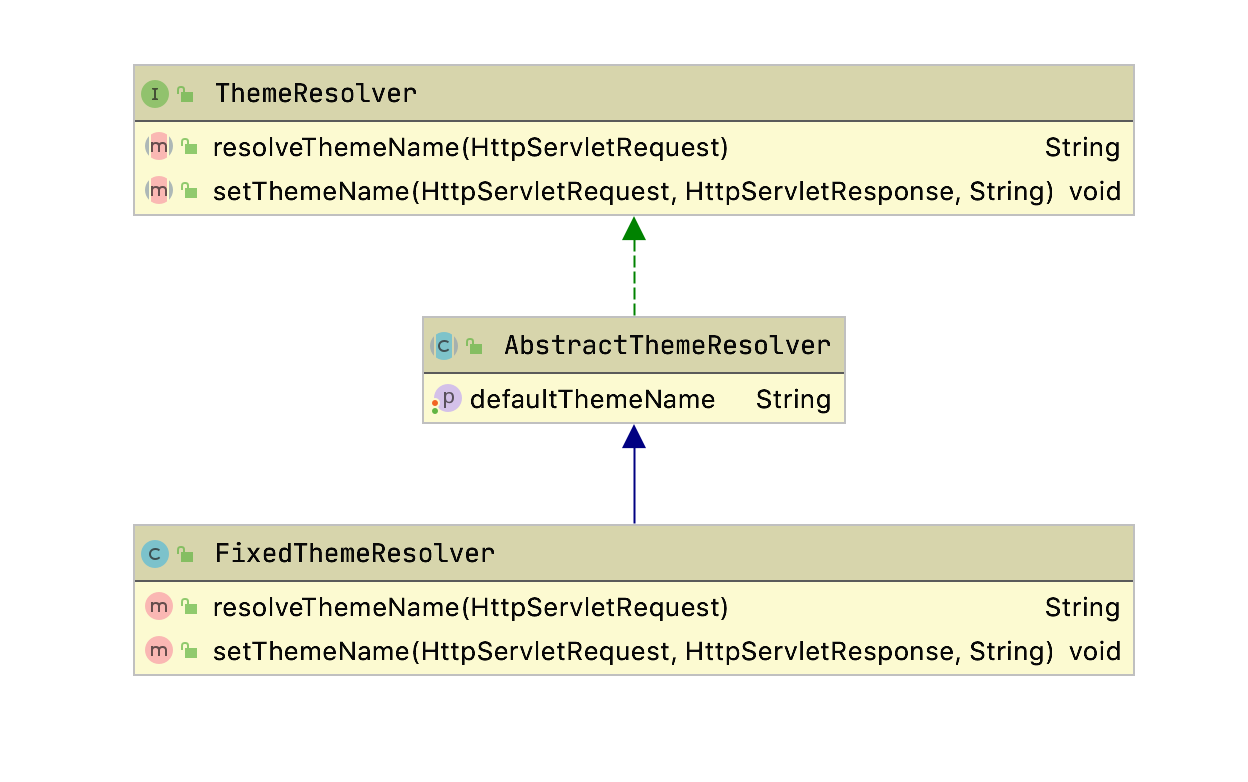 I ThemeResolver
m resolveThemeName(HttpServletRequest) String
m setThemeName(HttpServletRequest, HttpServletResponse, String) void
C AbstractThemeResolver
p defaultThemeName String
C FixedThemeResolver
m resolveThemeName(HttpServletRequest) String
m setThemeName(HttpServletRequest, HttpServletResponse, String) void